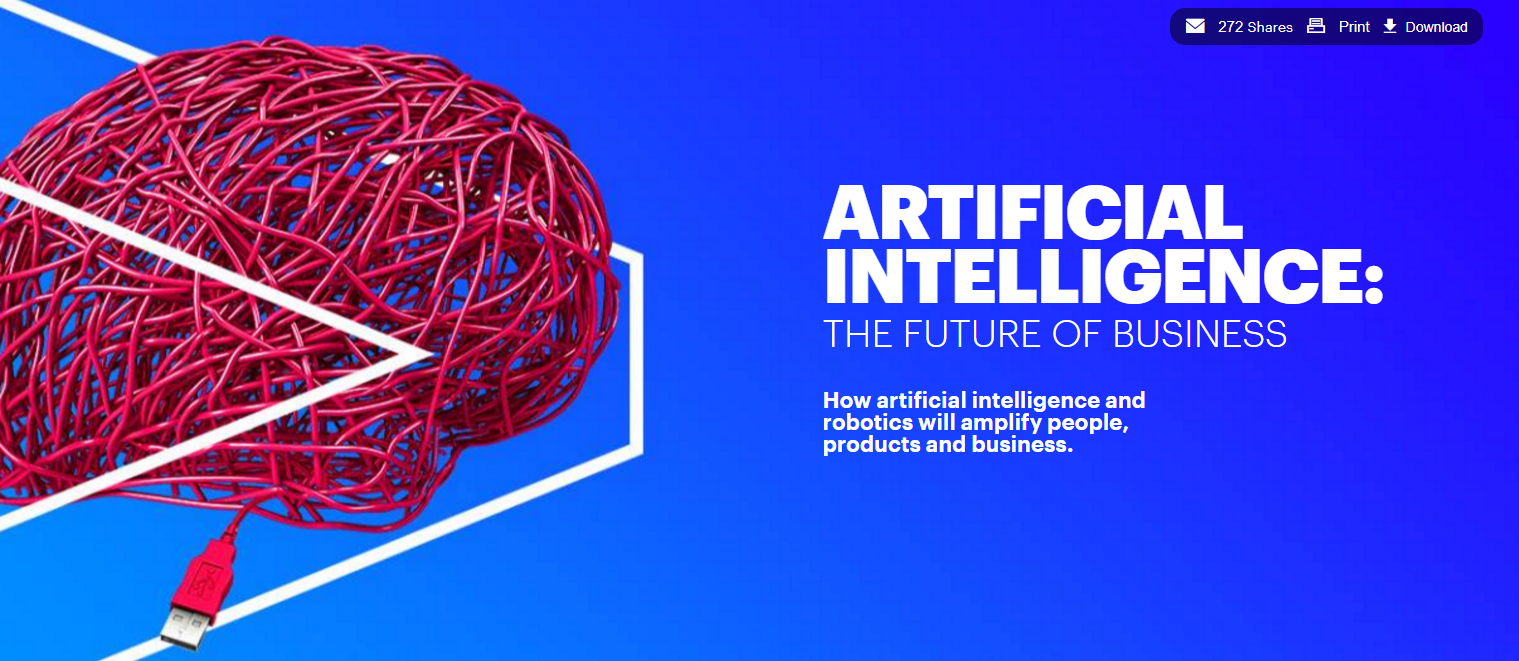 272 Shares Print Download
ARTIFICIAL
INTELLIGENCE:
THE FUTURE OF BUSINESS
How artificial intelligence and
robotics will amplify people,
products and business.